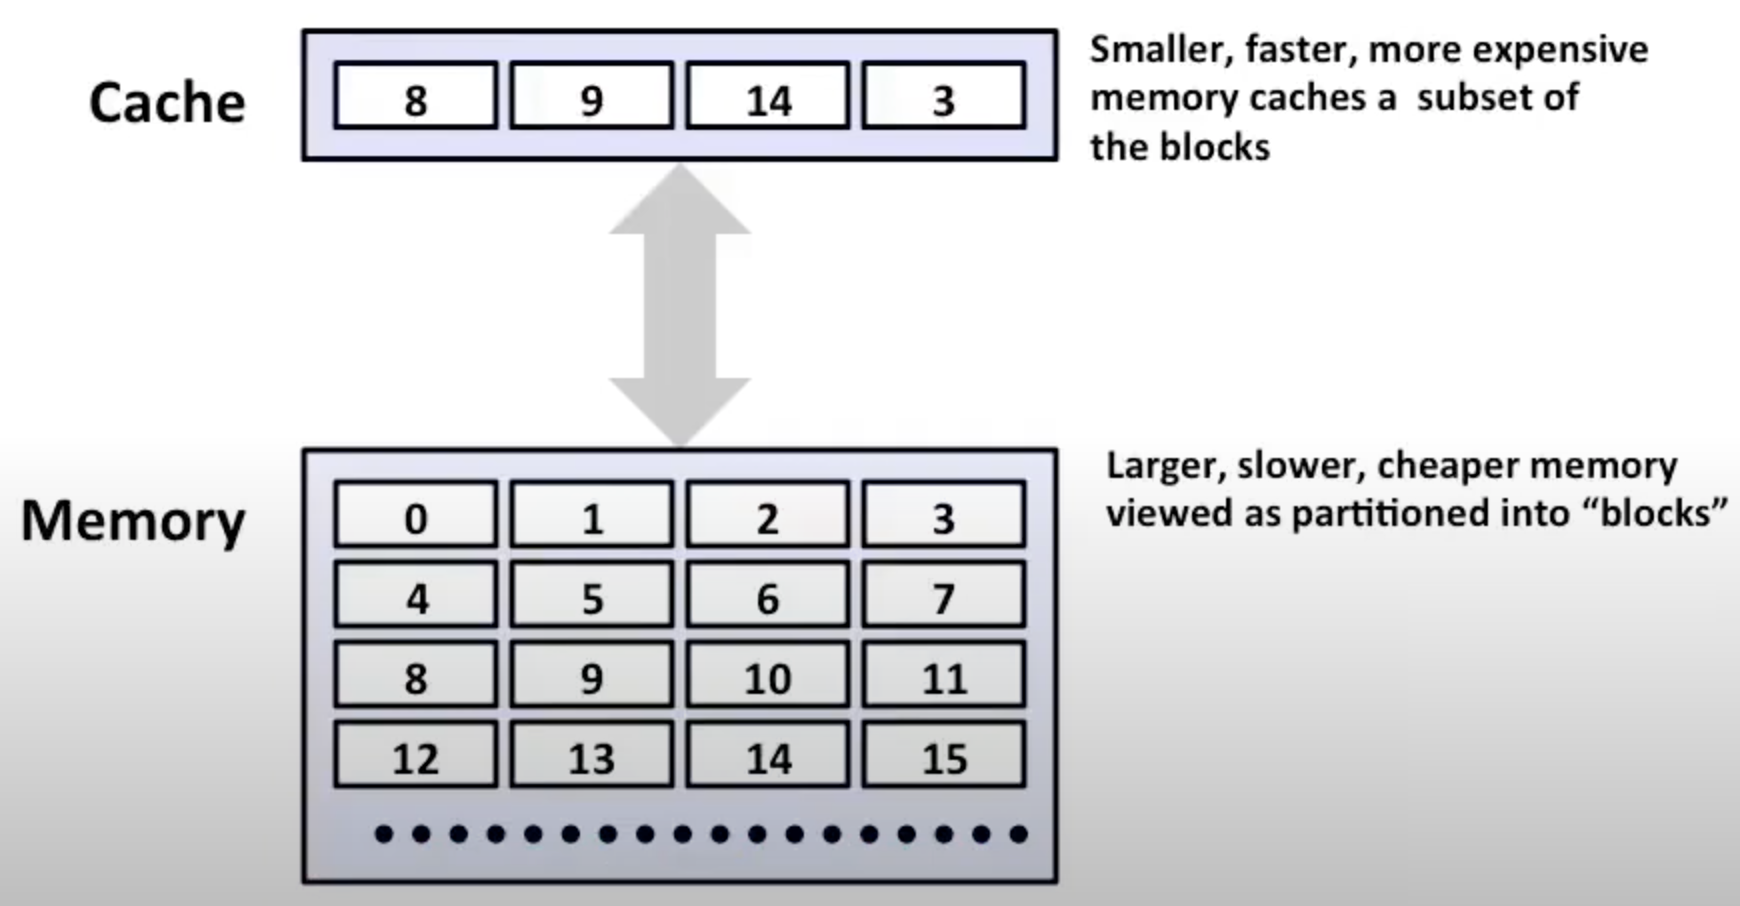 Cache
8 9 14 3
Smaller, faster, more expensive
memory caches a subset of
the blocks
Memory
0 1 2 3
4 5 6 7
8 9 10 11
12 13 14 15
Larger, slower, cheaper memory
viewed as partitioned into “blocks”